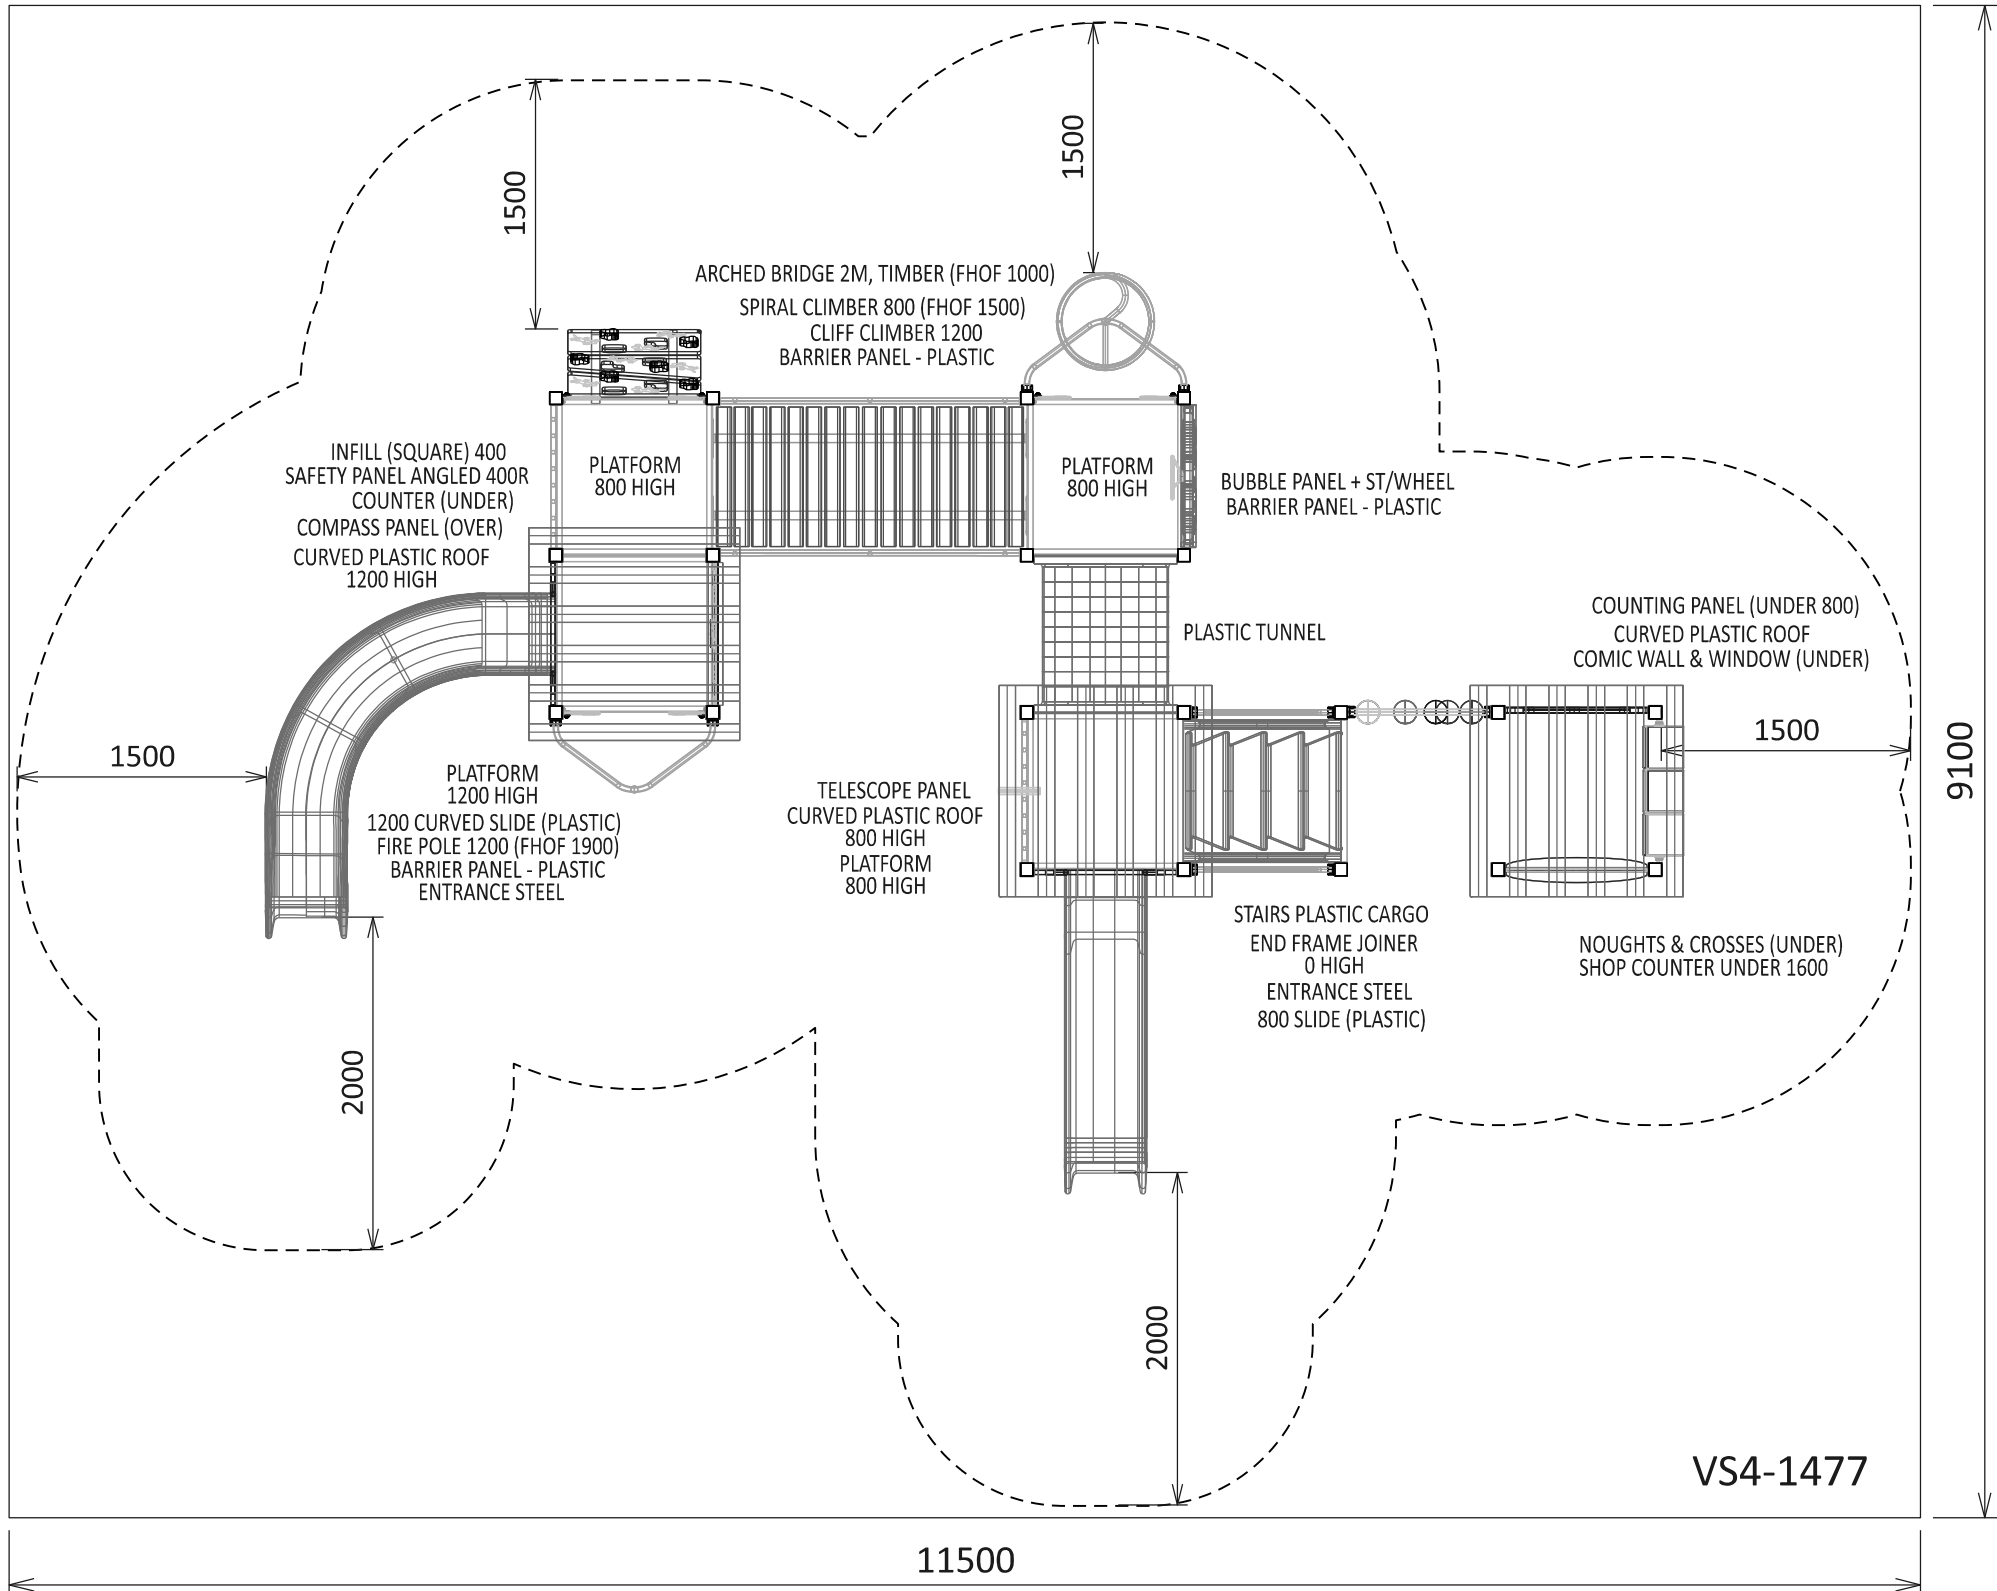 1500
1500
ARCHED BRIDGE 2M, TIMBER (FHOF 1000)
SPIRAL CLIMBER 800 (FHOF 1500)
CLIFF CLIMBER 1200
BARRIER PANEL - PLASTIC
INFILL (SQUARE) 400
SAFETY PANEL ANGLED 400R
COUNTER (UNDER)
COMPASS PANEL (OVER)
CURVED PLASTIC ROOF
1200 HIGH
PLATFORM
800 HIGH
PLATFORM
800 HIGH
BUBBLE PANEL + ST/WHEEL
BARRIER PANEL - PLASTIC
PLASTIC TUNNEL
COUNTING PANEL (UNDER 800)
CURVED PLASTIC ROOF
COMIC WALL & WINDOW (UNDER)
1500
1500
9100
PLATFORM
1200 HIGH
1200 CURVED SLIDE (PLASTIC)
FIRE POLE 1200 (FHOF 1900)
BARRIER PANEL - PLASTIC
ENTRANCE STEEL
TELESCOPE PANEL
CURVED PLASTIC ROOF
800 HIGH
PLATFORM
800 HIGH
STAIRS PLASTIC CARGO
END FRAME JOINER
0 HIGH
ENTRANCE STEEL
800 SLIDE (PLASTIC)
NOUGHTS & CROSSES (UNDER)
SHOP COUNTER UNDER 1600
2000
2000
VS4-1477
11500